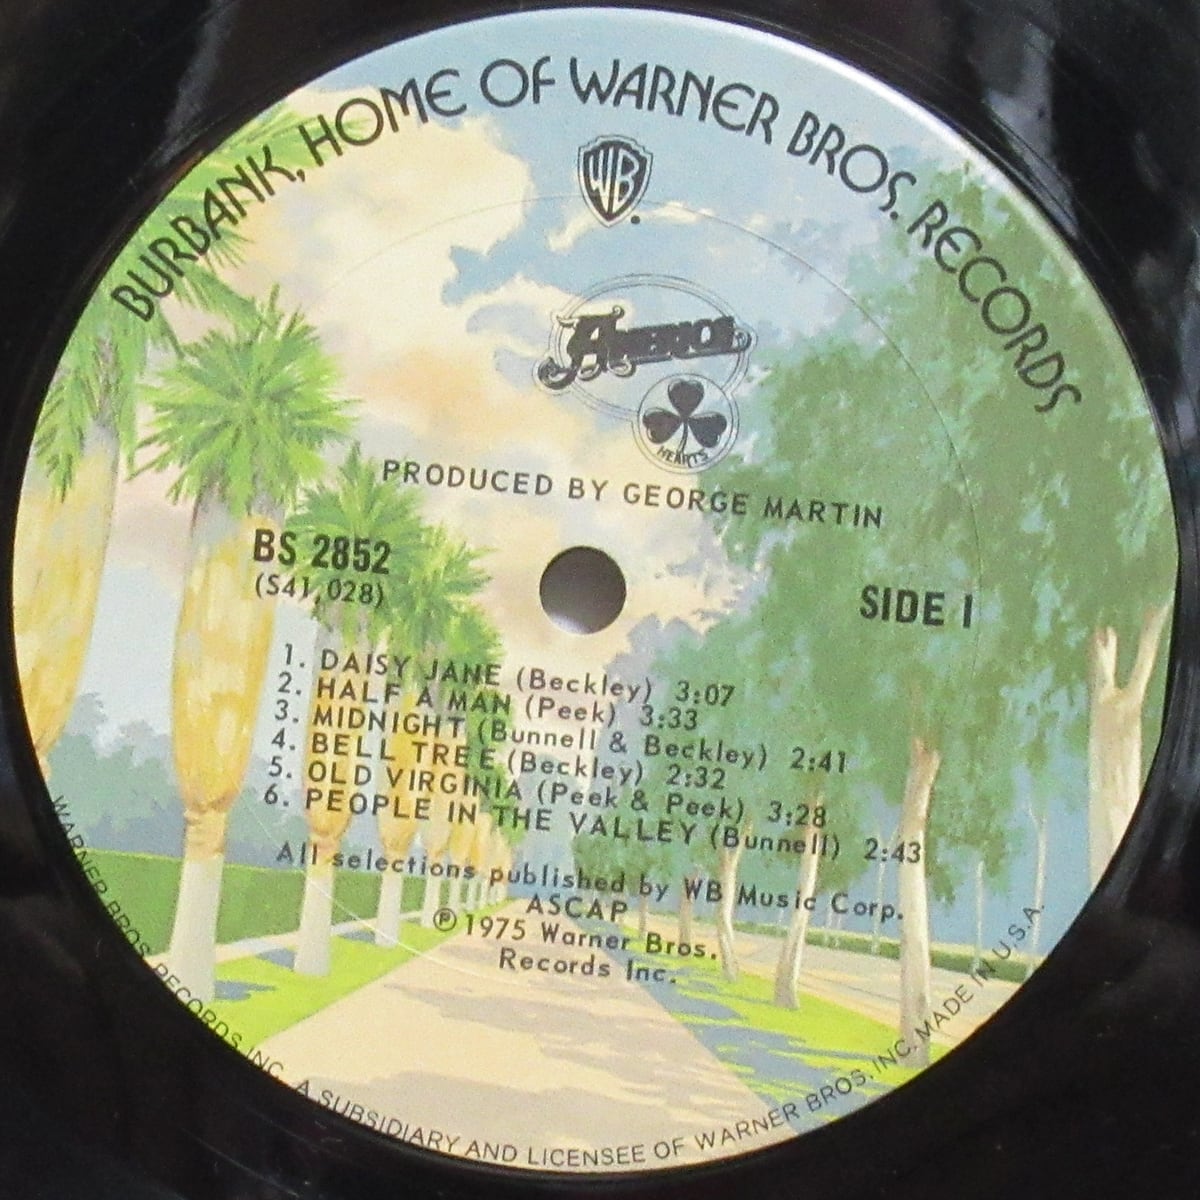 BURBANK, HOME OF WARNER BROS. RECORDS
WB
AMERICA
HEARTS
PRODUCED BY GEORGE MARTIN
BS 2852
(S41,028)
SIDE 1
1. DAISY JANE (Beckley) 3:07
2. HALF A MAN (Peek) 3:33
3. MIDNIGHT (Bunnell & Beckley) 2:41
4. BELL TREE (Beckley) 2:32
5. OLD VIRGINIA (Peek & Peek) 3:28
6. PEOPLE IN THE VALLEY (Bunnell) 2:43
All selections published by WB Music Corp.
ASCAP
℗ 1975 Warner Bros.
Records Inc.
WARNER BROS. RECORDS INC. A SUBSIDIARY AND LICENSEE OF WARNER BROS. INC. MADE IN U.S.A.